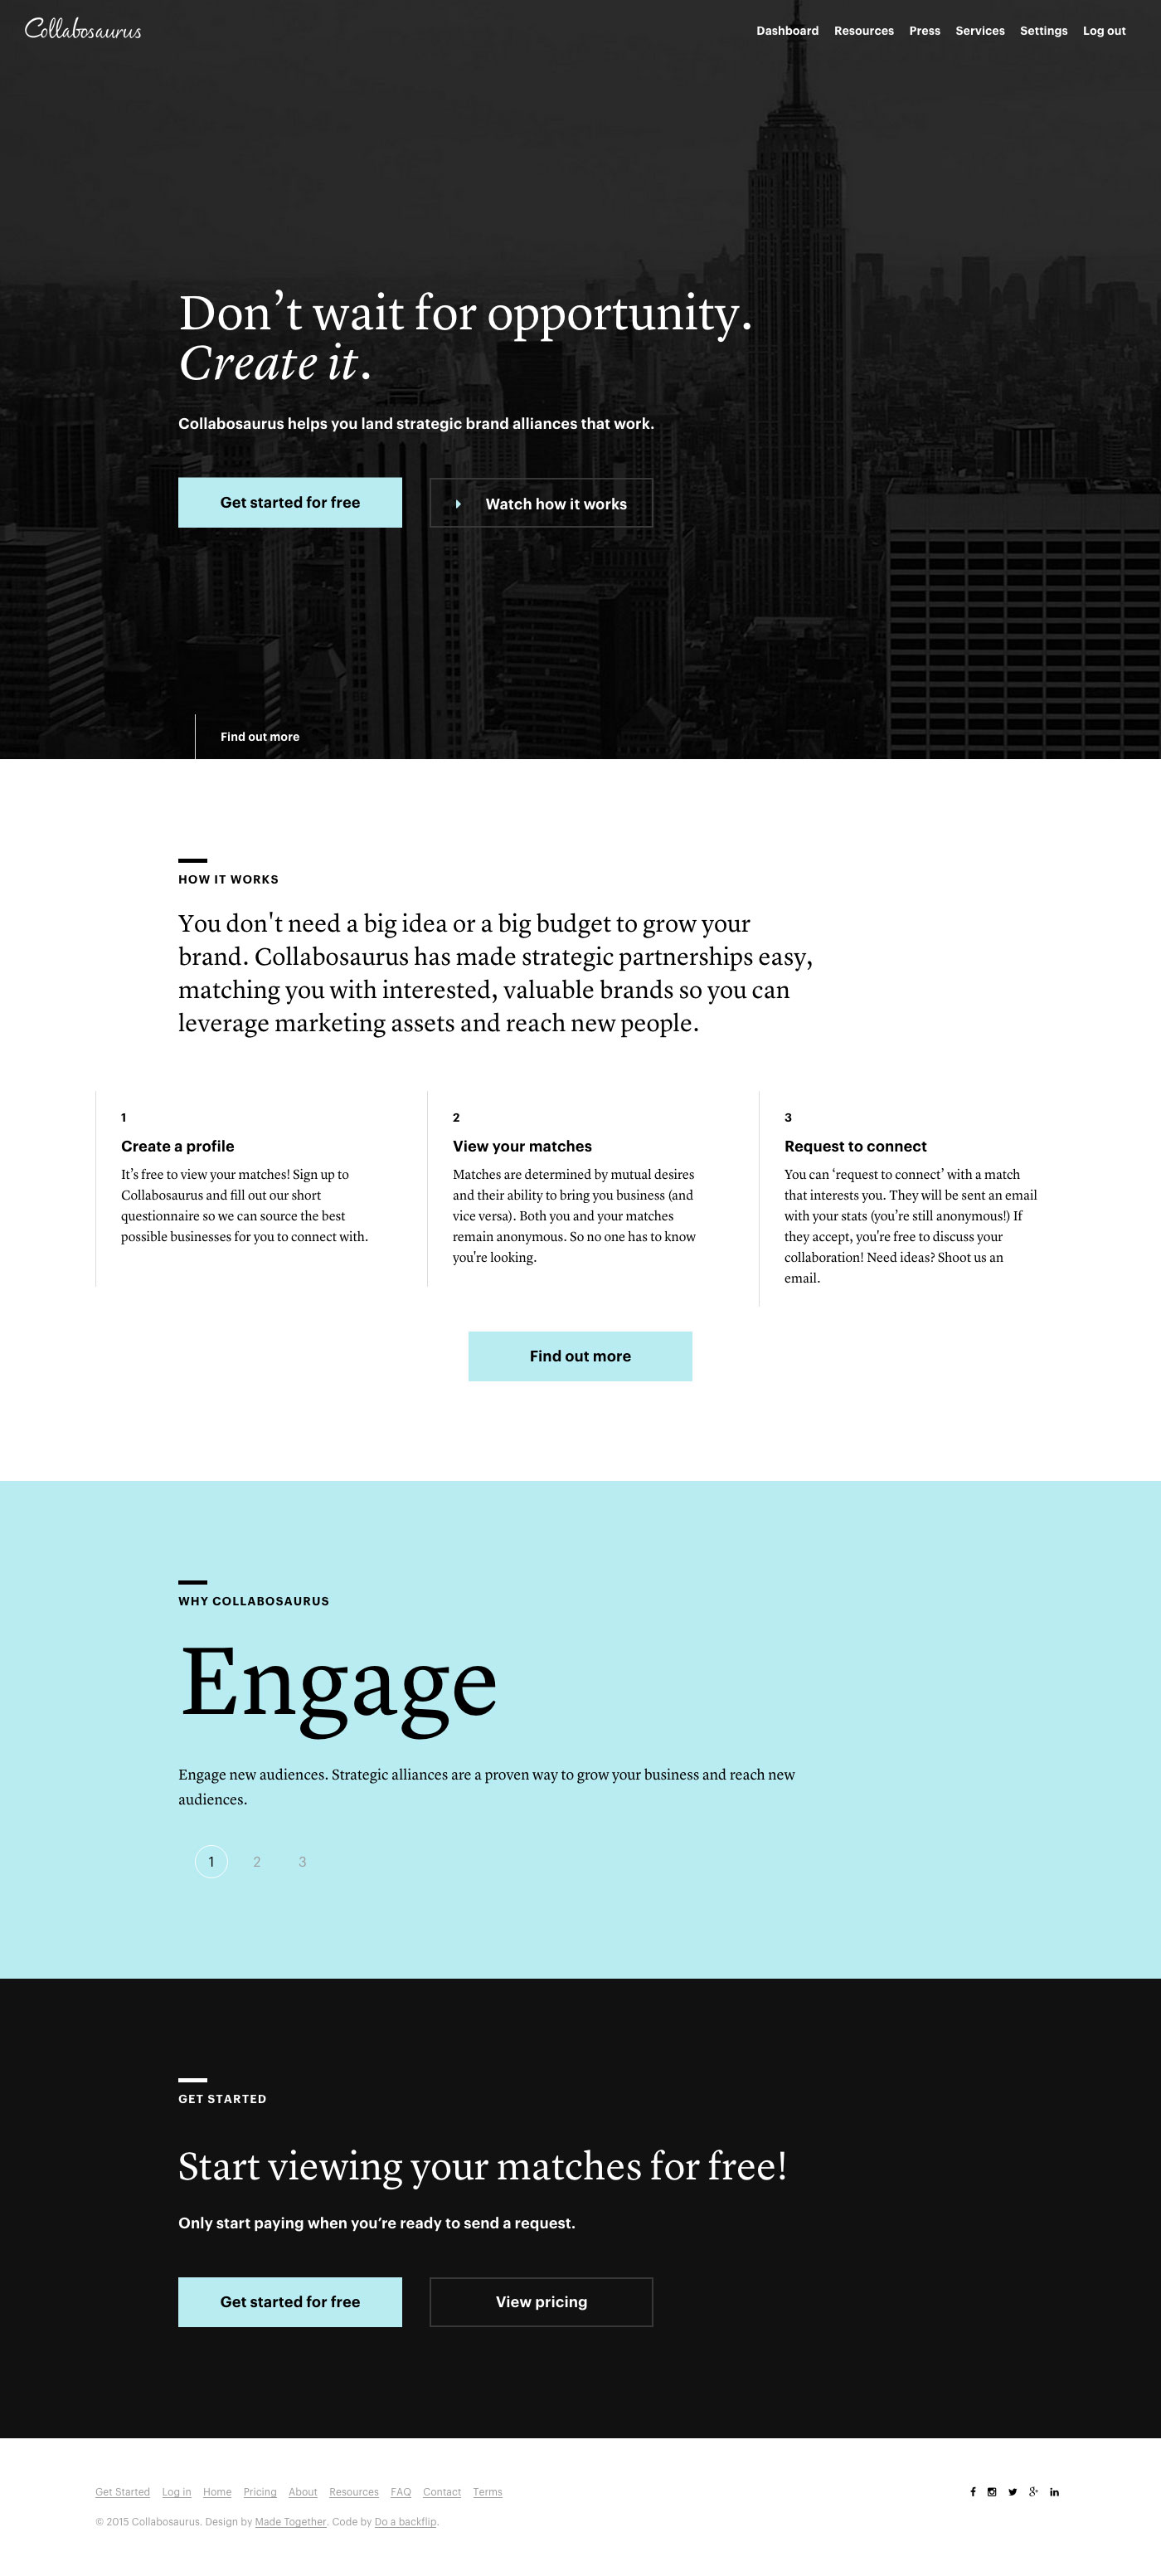 Collabosaurus
Dashboard Resources Press Services Settings Log out
Don’t wait for opportunity.
Create it.
Collabosaurus helps you land strategic brand alliances that work.
Get started for free
Watch how it works
Find out more
HOW IT WORKS
You don't need a big idea or a big budget to grow your
brand. Collabosaurus has made strategic partnerships easy,
matching you with interested, valuable brands so you can
leverage marketing assets and reach new people.
1
Create a profile
It’s free to view your matches! Sign up to
Collabosaurus and fill out our short
questionnaire so we can source the best
possible businesses for you to connect with.
2
View your matches
Matches are determined by mutual desires
and their ability to bring you business (and
vice versa). Both you and your matches
remain anonymous. So no one has to know
you're looking.
3
Request to connect
You can ‘request to connect’ with a match
that interests you. They will be sent an email
with your stats (you’re still anonymous!) If
they accept, you're free to discuss your
collaboration! Need ideas? Shoot us an
email.
Find out more
WHY COLLABOSAURUS
Engage
Engage new audiences. Strategic alliances are a proven way to grow your business and reach new
audiences.
1 2 3
GET STARTED
Start viewing your matches for free!
Only start paying when you’re ready to send a request.
Get started for free
View pricing
Get Started Log in Home Pricing About Resources FAQ Contact Terms
© 2015 Collabosaurus. Design by Made Together. Code by Do a backflip.